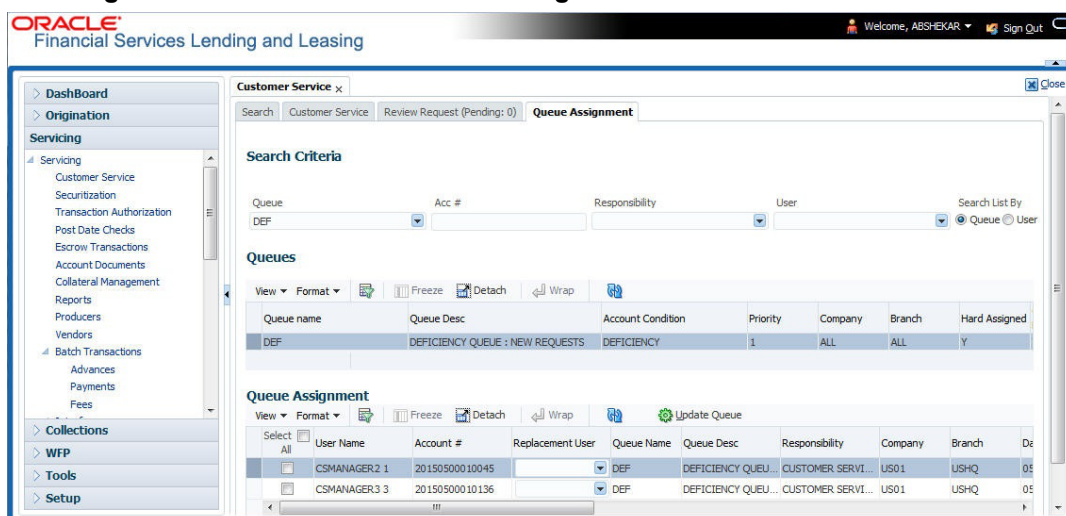 ORACLE
Financial Services Lending and Leasing
Welcome, ABSHEKAR Sign Out
Close
DashBoard
Origination
Servicing
Servicing
Customer Service
Securitization
Transaction Authorization
Post Date Checks
Escrow Transactions
Account Documents
Collateral Management
Reports
Producers
Vendors
Batch Transactions
Advances
Payments
Fees
Collections
WFP
Tools
Setup
Customer Service x
Search Customer Service Review Request (Pending: 0) Queue Assignment
Search Criteria
Queue Acc # Responsibility User Search List By
DEF Queue User
Queues
View Format Freeze Detach Wrap
Queue name Queue Desc Account Condition Priority Company Branch Hard Assigned
DEF DEFICIENCY QUEUE : NEW REQUESTS DEFICIENCY 1 ALL ALL Y
Queue Assignment
View Format Freeze Detach Wrap Update Queue
Select All User Name Account # Replacement User Queue Name Queue Desc Responsibility Company Branch Da
CSMANAGER2 1 20150500010045 DEF DEFICIENCY QUEU... CUSTOMER SERVI... US01 USHQ 05
CSMANAGER3 3 20150500010136 DEF DEFICIENCY QUEU... CUSTOMER SERVI... US01 USHQ 05